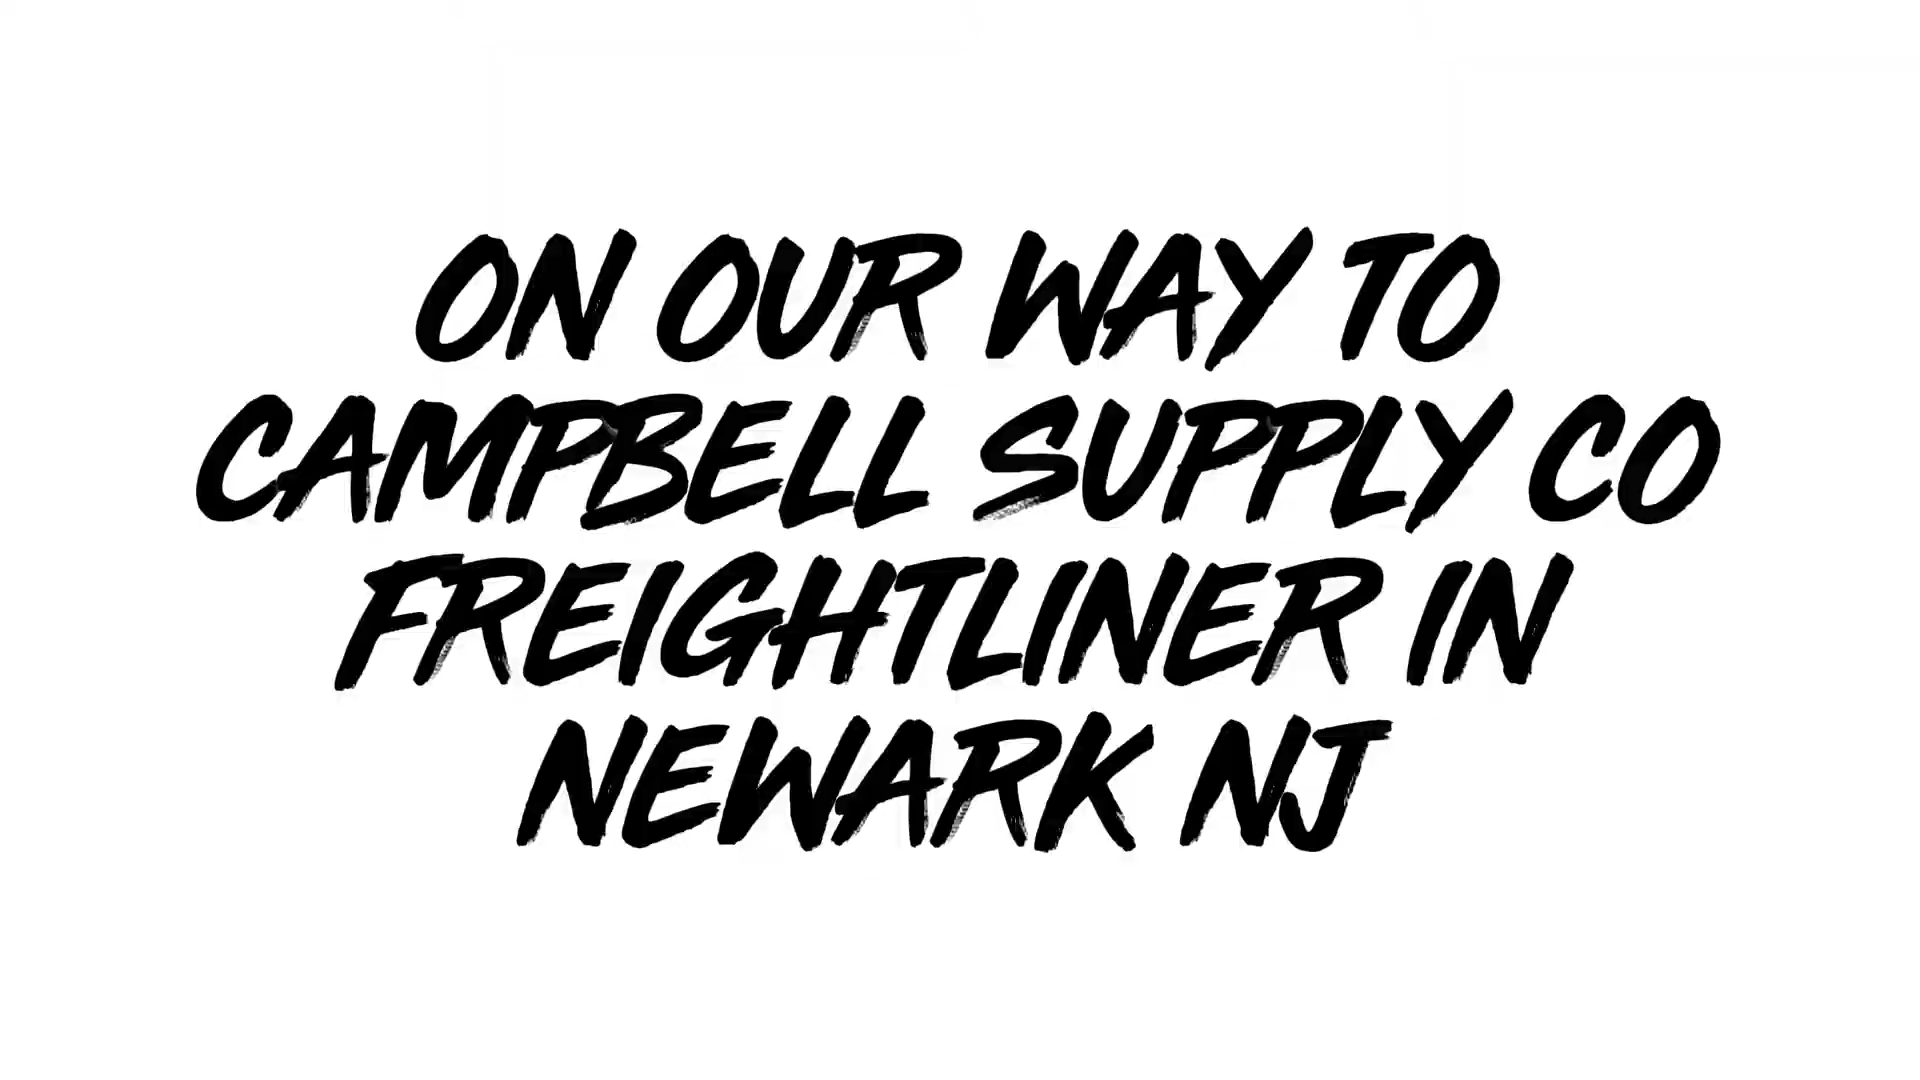 ON OUR WAY TO
CAMPBELL SUPPLY CO
FREIGHTLINER IN
NEWARK NJ